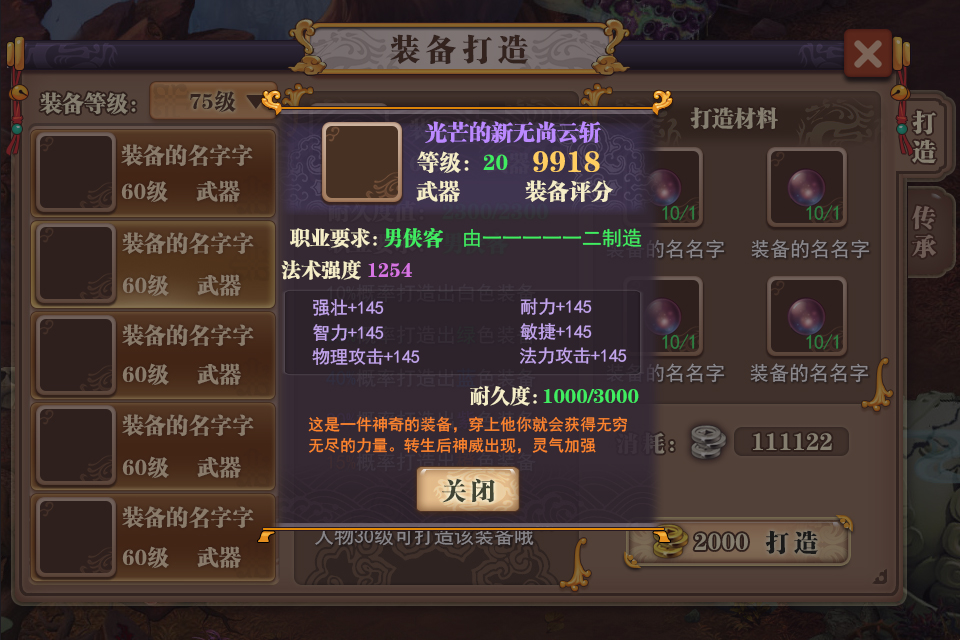 装备打造
装备等级:
75级
装备的名字字
60级 武器
装备的名字字
60级 武器
装备的名字字
60级 武器
装备的名字字
60级 武器
装备的名字字
60级 武器
光芒的新无尚云斩
等级: 20 9918
武器 装备评分
职业要求: 男侠客 由一一一一一二制造
法术强度 1254
强壮+145 耐力+145
智力+145 敏捷+145
物理攻击+145 法力攻击+145
耐久度: 1000/3000
这是一件神奇的装备，穿上他你就会获得无穷
无尽的力量。转生后神威出现，灵气加强
关闭
人物30级可打造该装备哦
打造材料
10/1 10/1
的名名字 装备的名名字
10/1 10/1
的名名字 装备的名名字
消耗: 111122
2000 打造
打造
传承